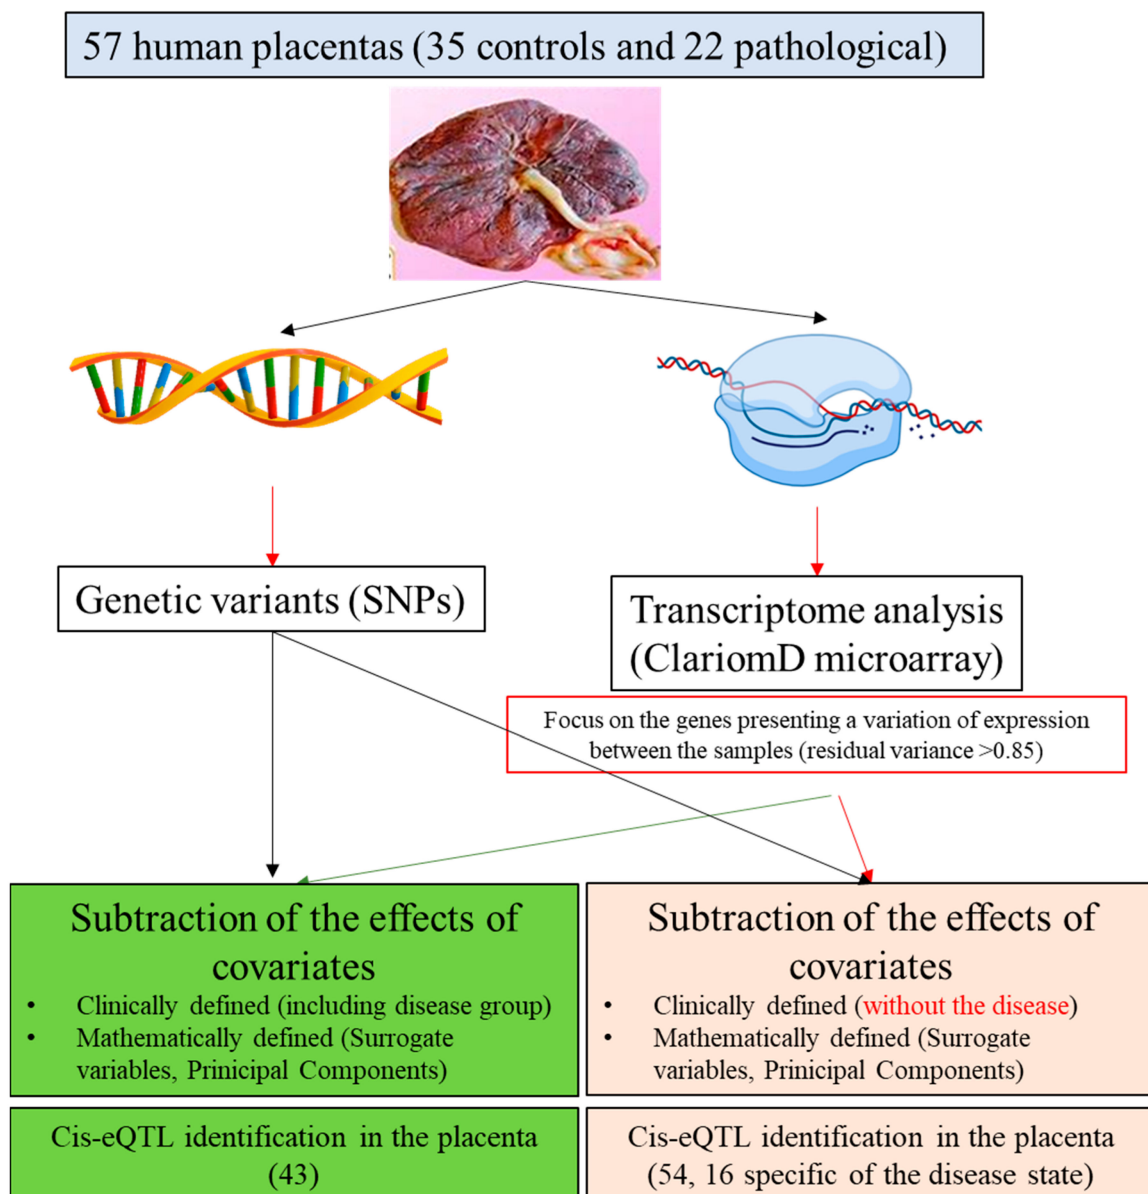 57 human placentas (35 controls and 22 pathological)
Genetic variants (SNPs)
Transcriptome analysis
(ClariomD microarray)
Focus on the genes presenting a variation of expression
between the samples (residual variance >0.85)
Subtraction of the effects of
covariates
• Clinically defined (including disease group)
• Mathematically defined (Surrogate
variables, Prinicipal Components)
Cis-eQTL identification in the placenta
(43)
Subtraction of the effects of
covariates
• Clinically defined (without the disease)
• Mathematically defined (Surrogate
variables, Prinicipal Components)
Cis-eQTL identification in the placenta
(54, 16 specific of the disease state)